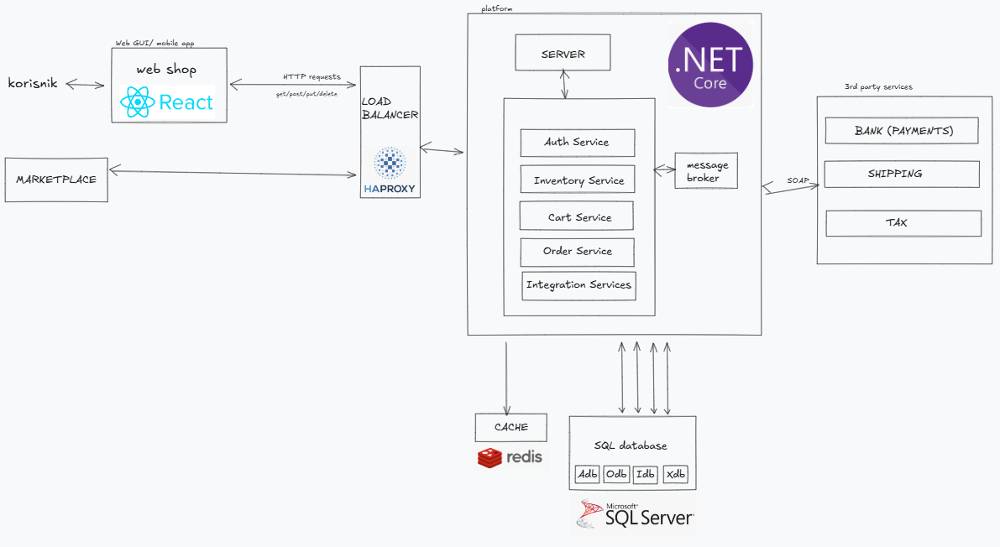 platform
Web GUI/ mobile app
korisnik
web shop
React
HTTP requests
get/post/put/delete
LOAD
BALANCER
HAPROXY
MARKETPLACE
SERVER
.NET
Core
Auth Service
Inventory Service
Cart Service
Order Service
Integration Services
message
broker
SOAP
3rd party services
BANK (PAYMENTS)
SHIPPING
TAX
CACHE
redis
SQL database
Adb
Odb
Idb
Xdb
Microsoft®
SQL Server®